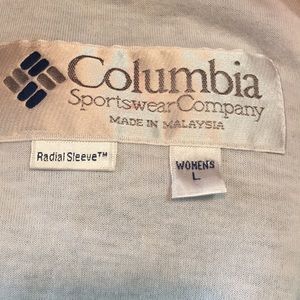 Columbia
Sportswear Company
MADE IN MALAYSIA
Radial Sleeve™
WOMENS
L